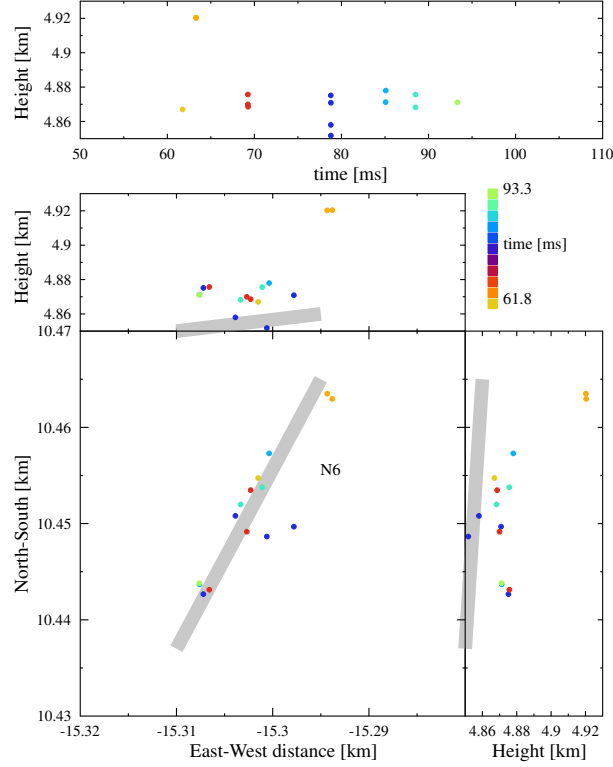 Height [km]
4.92
4.9
4.88
4.86
50 60 70 80 90 100 110
time [ms]
Height [km]
4.92
4.9
4.88
4.86
93.3
time [ms]
61.8
North-South [km]
10.47
10.46
10.45
10.44
10.43
N6
-15.32 -15.31 -15.3 -15.29
East-West distance [km]
4.86 4.88 4.9 4.92
Height [km]